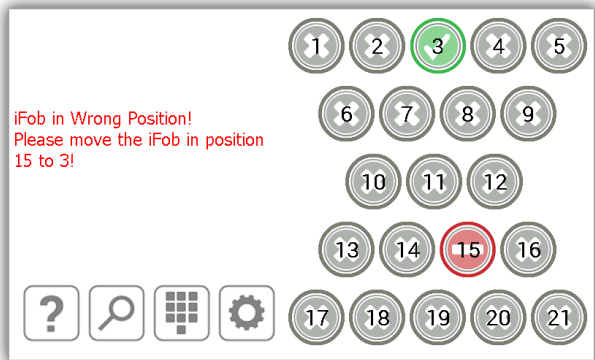 iFob in Wrong Position!
Please move the iFob in position
15 to 3!
1 2 3 4 5
6 7 8 9
10 11 12
13 14 15 16
17 18 19 20 21
?